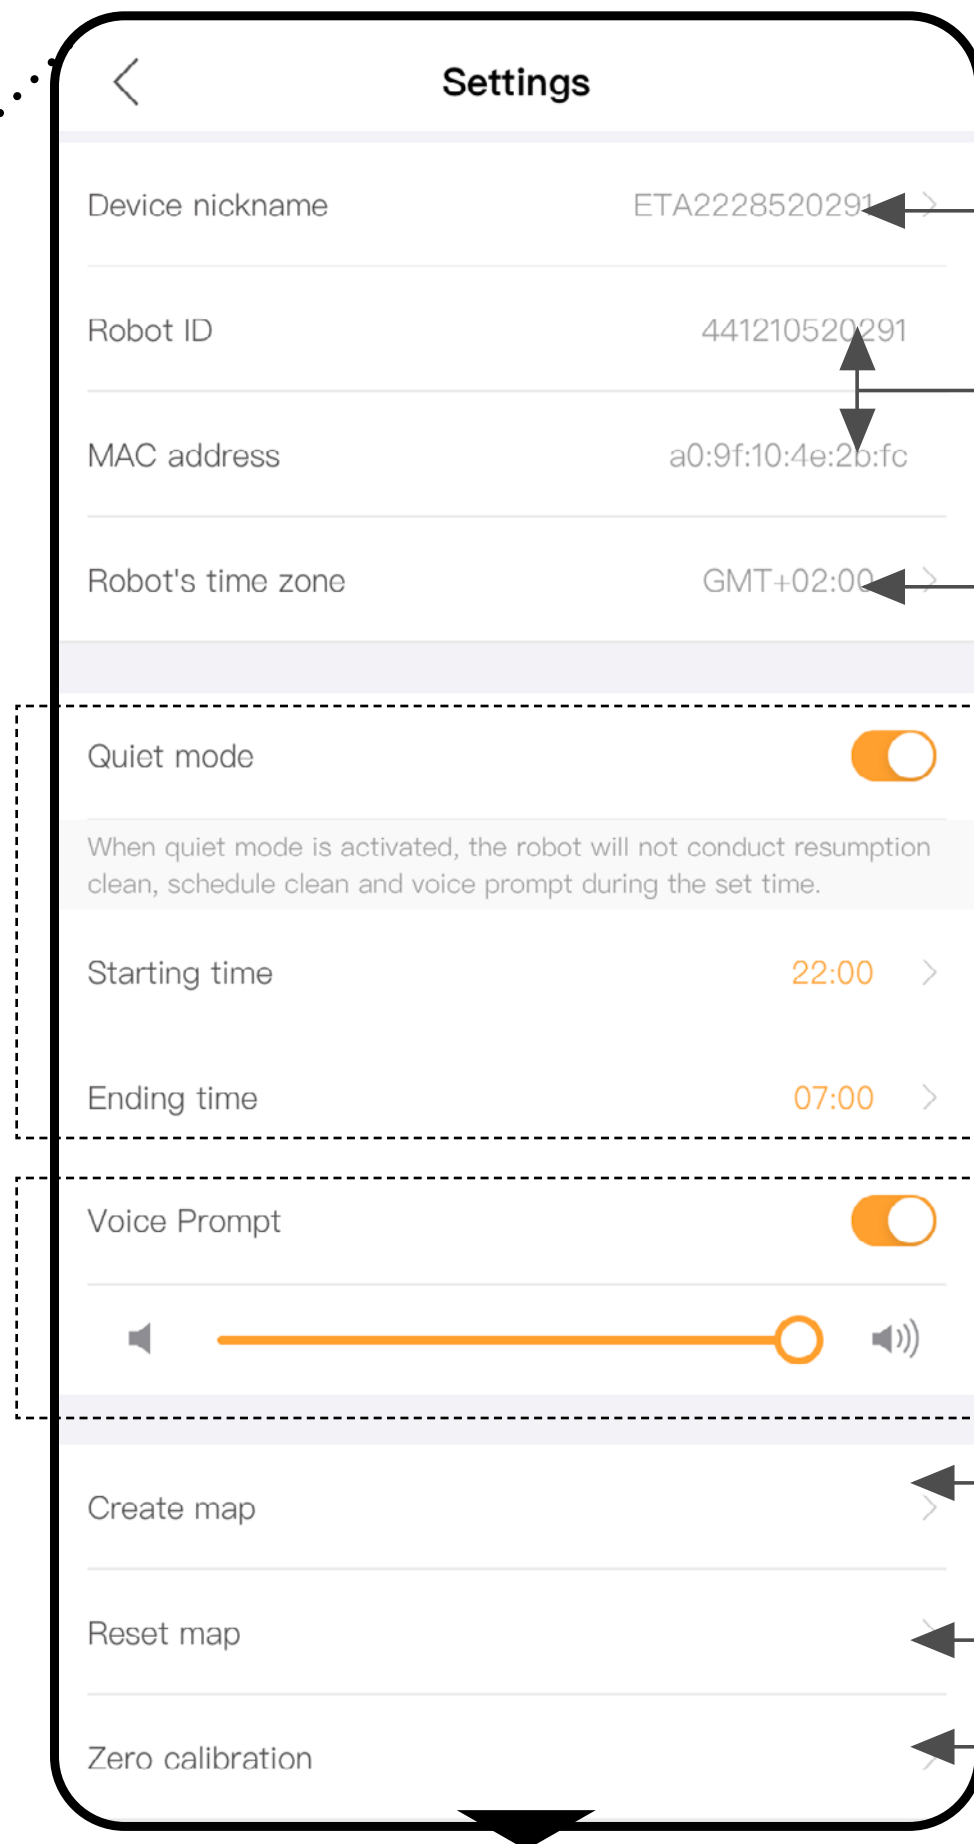 Settings
Device nickname ETA2228520291
Robot ID 441210520291
MAC address a0:9f:10:4e:2b:fc
Robot's time zone GMT+02:00
Quiet mode
When quiet mode is activated, the robot will not conduct resumption
clean, schedule clean and voice prompt during the set time.
Starting time 22:00
Ending time 07:00
Voice Prompt
Create map
Reset map
Zero calibration